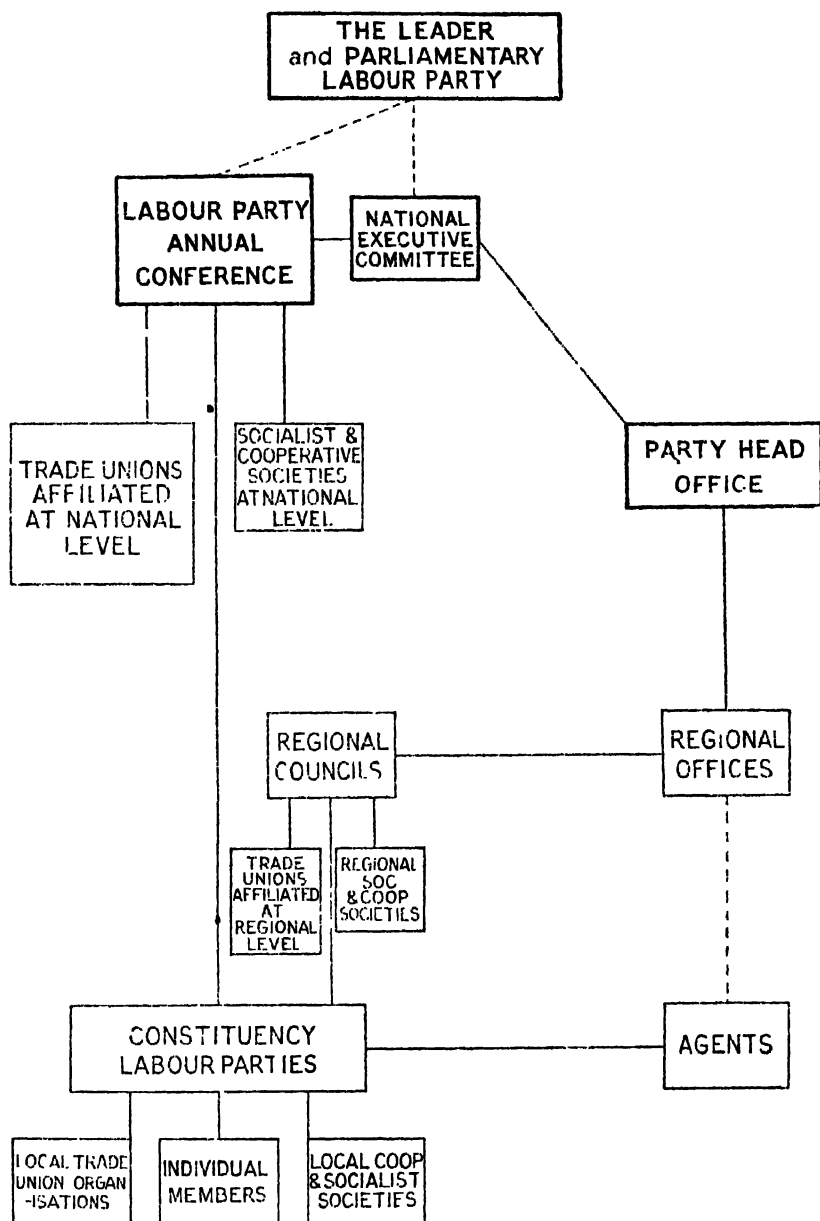 THE LEADER
and PARLIAMENTARY
LABOUR PARTY
LABOUR PARTY
ANNUAL
CONFERENCE
NATIONAL
EXECUTIVE
COMMITTEE
TRADE UNIONS
AFFILIATED
AT NATIONAL
LEVEL
SOCIALIST &
COOPERATIVE
SOCIETIES
AT NATIONAL
LEVEL
PARTY HEAD
OFFICE
REGIONAL
COUNCILS
REGIONAL
OFFICES
TRADE
UNIONS
AFFILIATED
AT
REGIONAL
LEVEL
REGIONAL
SOC
& COOP
SOCIETIES
CONSTITUENCY
LABOUR PARTIES
AGENTS
LOCAL TRADE
UNION ORGAN
-ISATIONS
INDIVIDUAL
MEMBERS
LOCAL COOP
& SOCIALIST
SOCIETIES